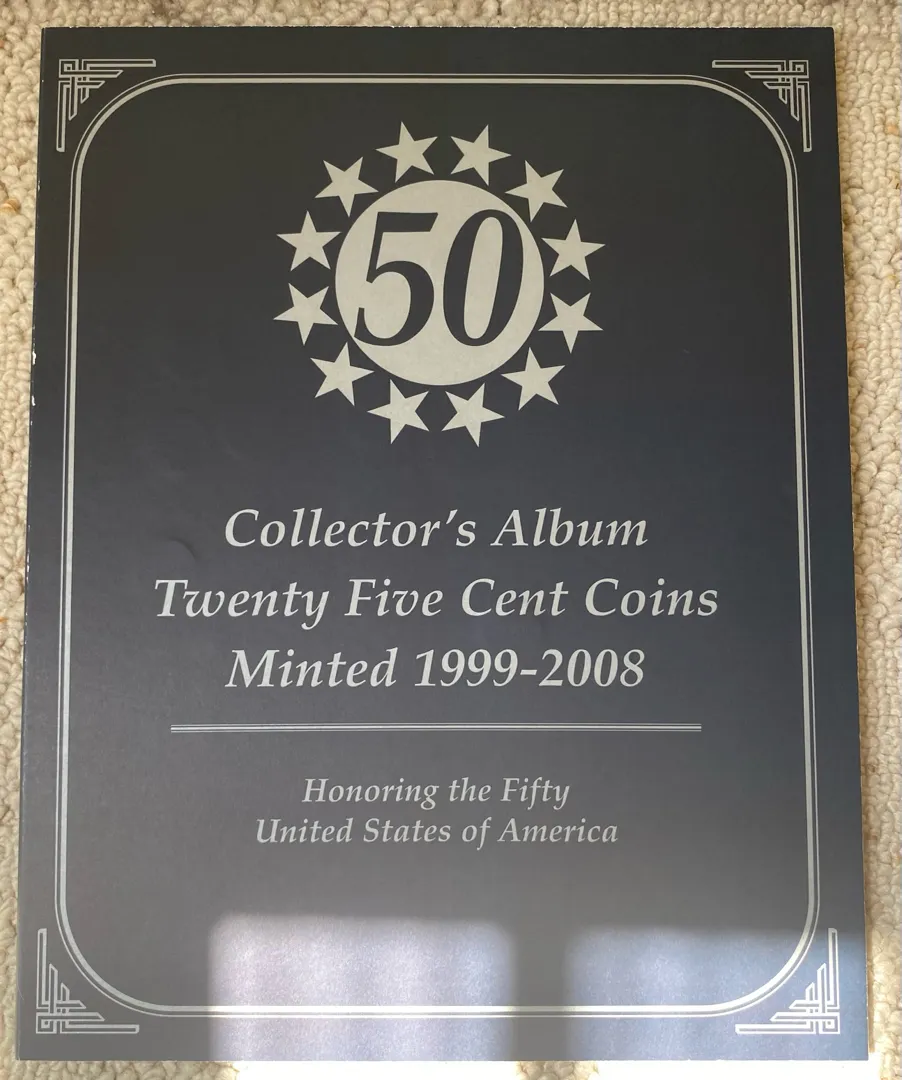 50
Collector's Album
Twenty Five Cent Coins
Minted 1999-2008
Honoring the Fifty
United States of America